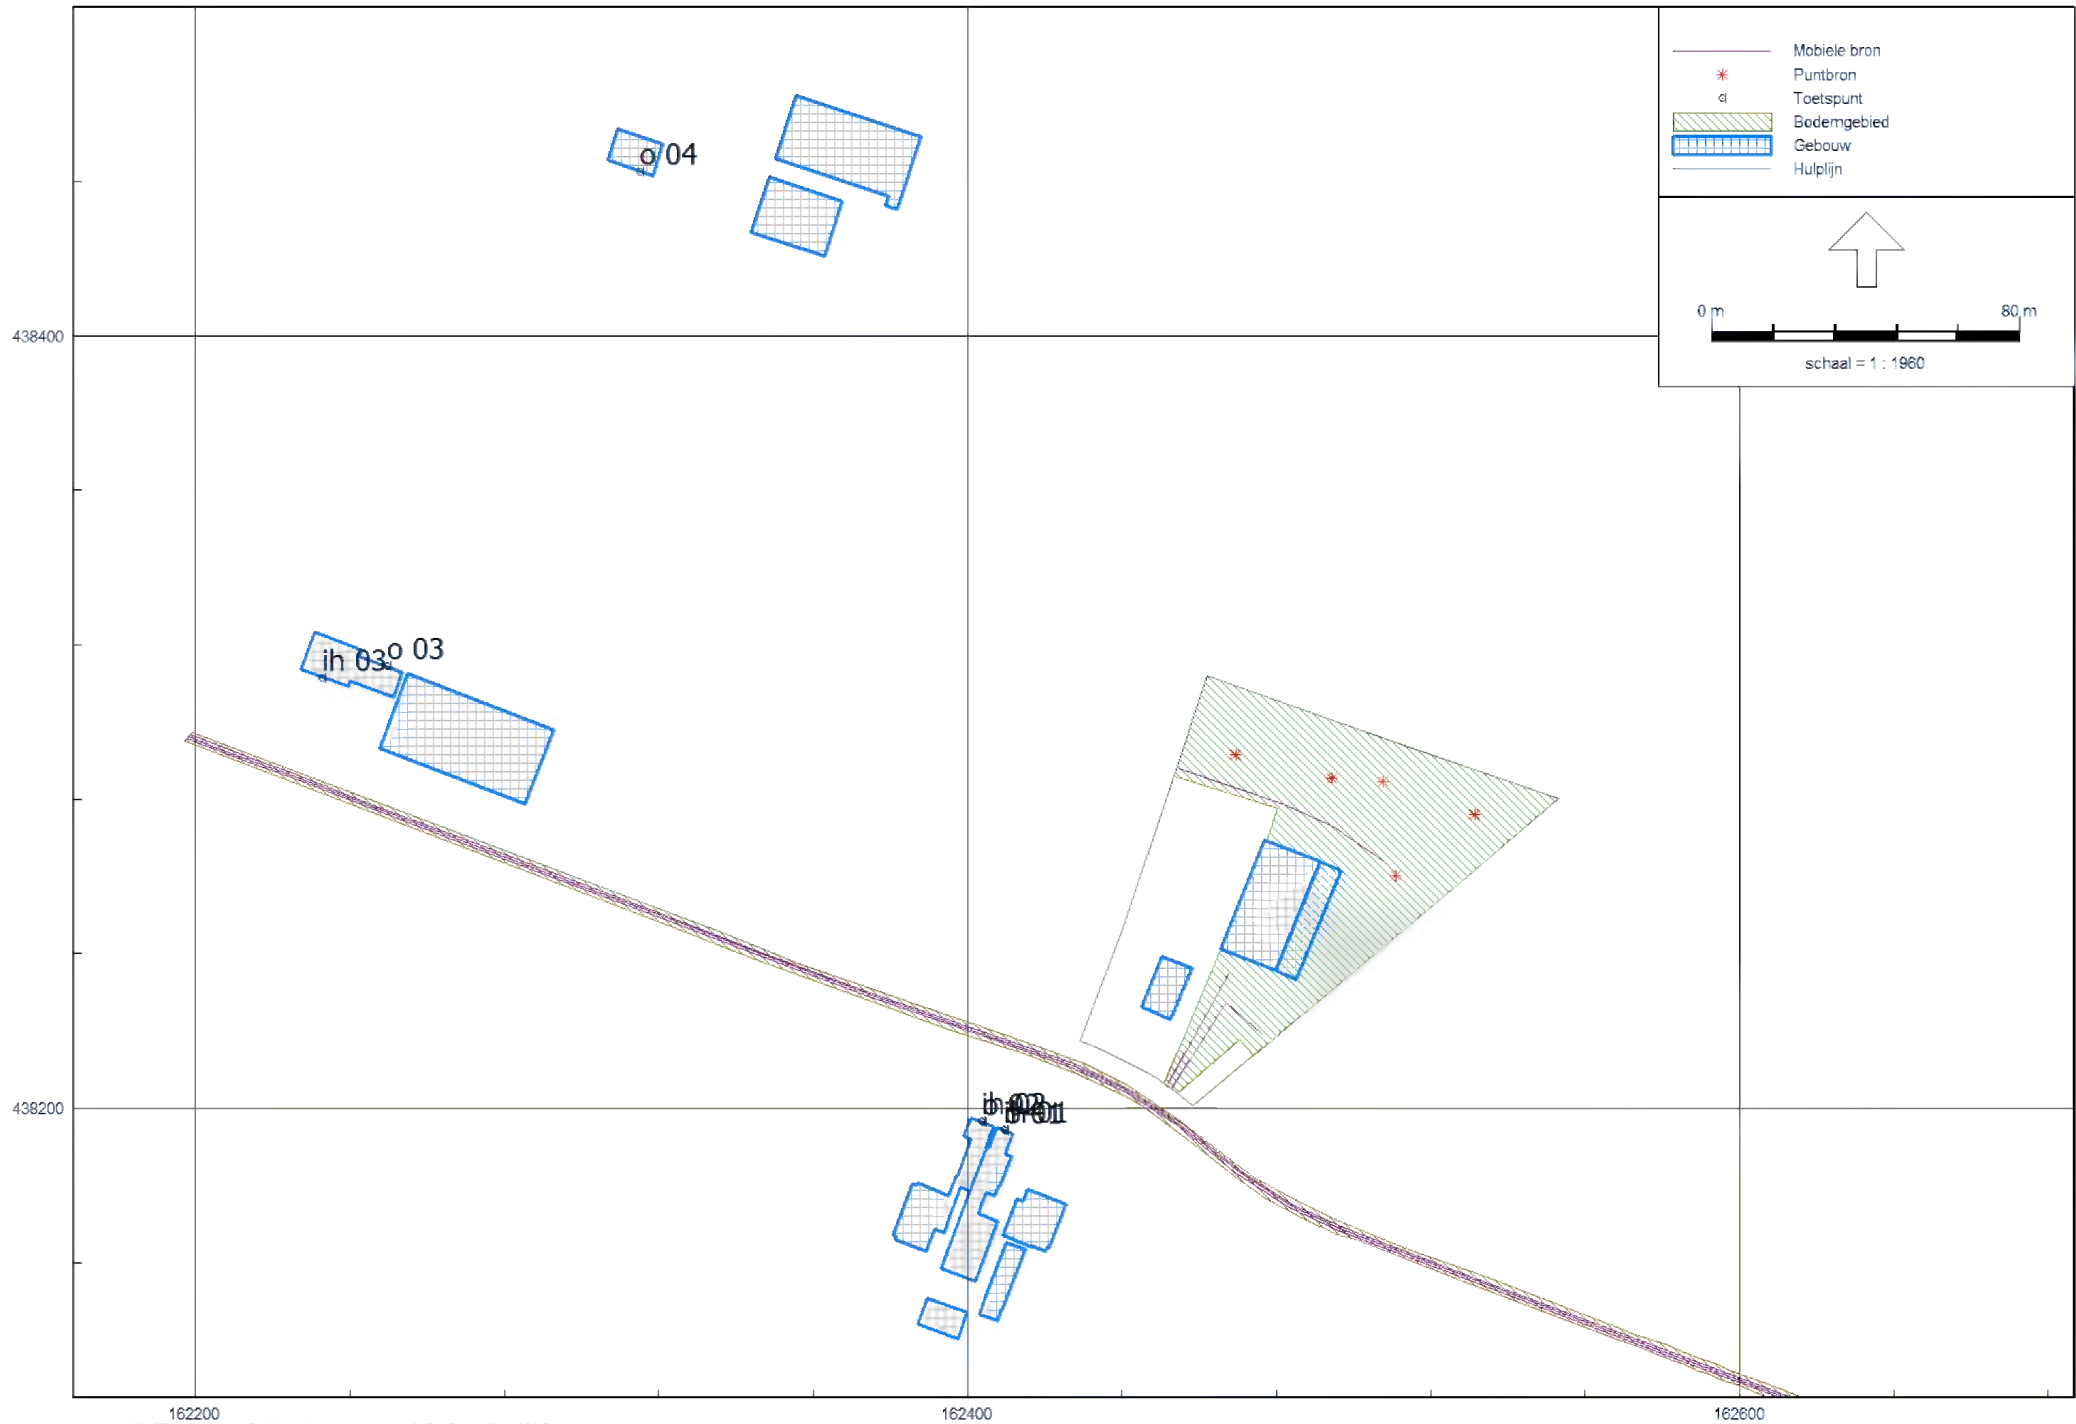 Mobiele bron
Puntbron
Toetspunt
Bodemgebied
Gebouw
Hulplijn
0 m 80 m
schaal = 1 : 1960
o 04
438400
o 03
ih 03
438200
162200 162400 162600